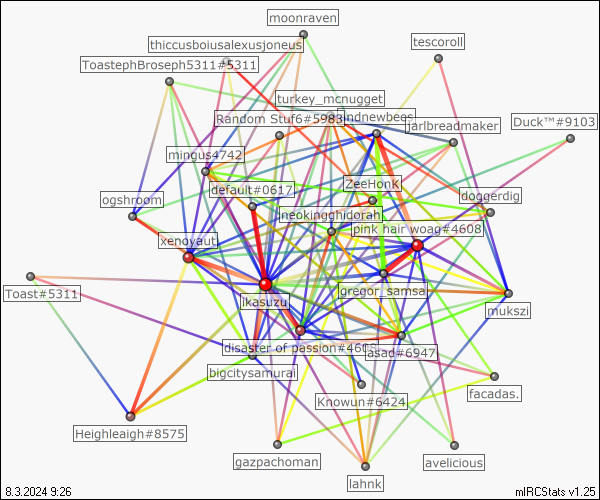 moonraven
thiccusboiusalexusjoneus
tescoroll
ToastephBroseph5311#5311
turkey_mcnugget
Random Stuf6#5983
indnewbees
Duck™#9103
jarlbreadmaker
mingus4742
default#0617
ZeeHonk
doggerdig
ogshroom
neokingghidorah
pink hair woag#4608
xenoyaut
Toast#5311
ikasuzu
gregor_samsa
mukszi
disaster of passion#4608
asad#6947
bigcitysamurai
Knowun#6424
facadas.
Heighleaigh#8575
gazpachoman
avelicious
lahnk
8.3.2024 9:26
mIRCStats v1.25